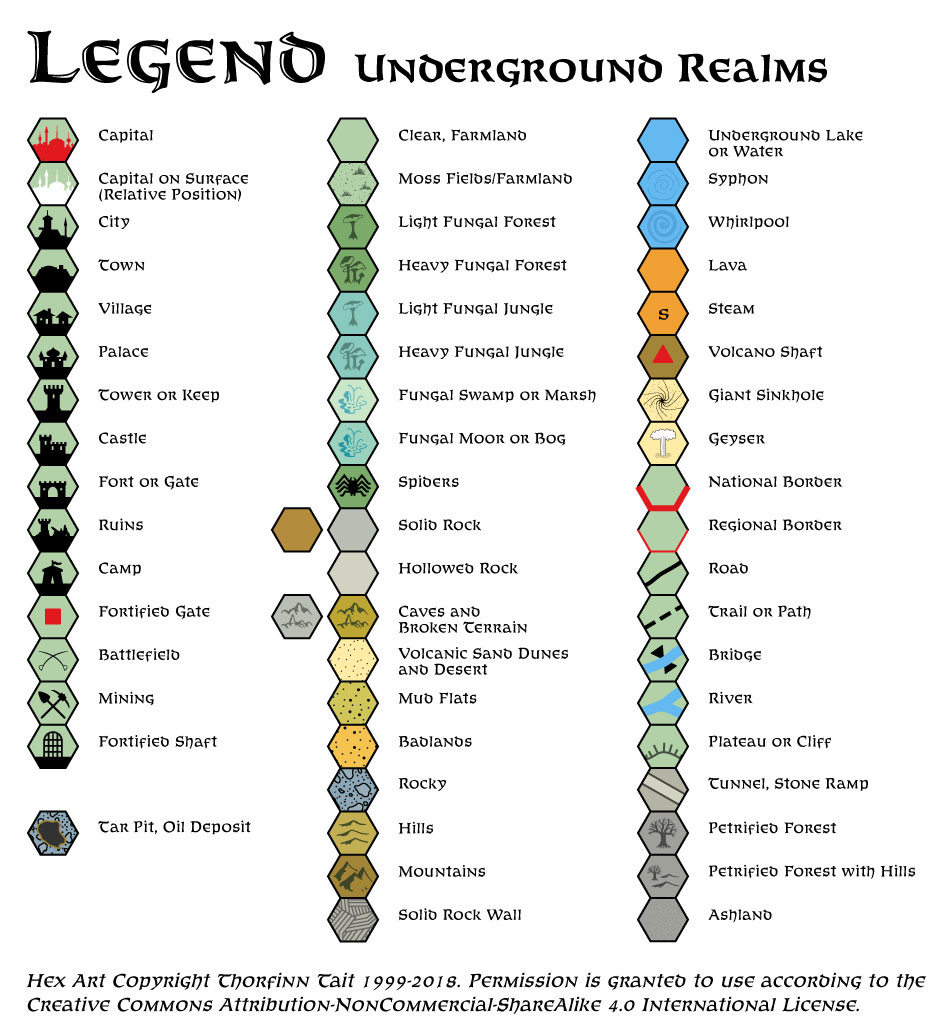 Legend Underground Realms
Capital
Capital on Surface
(Relative Position)
City
Town
Village
Palace
Tower or Keep
Castle
Fort or Gate
Ruins
Camp
Fortified Gate
Battlefield
Mining
Fortified Shaft
Tar Pit, Oil Deposit
Clear, Farmland
Moss Fields/Farmland
Light Fungal Forest
Heavy Fungal Forest
Light Fungal Jungle
Heavy Fungal Jungle
Fungal Swamp or Marsh
Fungal Moor or Bog
Spiders
Solid Rock
Hollowed Rock
Caves and
Broken Terrain
Volcanic Sand Dunes
and Desert
Mud Flats
Badlands
Rocky
Hills
Mountains
Solid Rock Wall
Underground Lake
or Water
Syphon
Whirlpool
Lava
S
Steam
Volcano Shaft
Giant Sinkhole
Geyser
National Border
Regional Border
Road
Trail or Path
Bridge
River
Plateau or Cliff
Tunnel, Stone Ramp
Petrified Forest
Petrified Forest with Hills
Ashland
Hex Art Copyright Thorfinn Tait 1999-2018. Permission is granted to use according to the
Creative Commons Attribution-NonCommercial-ShareAlike 4.0 International License.